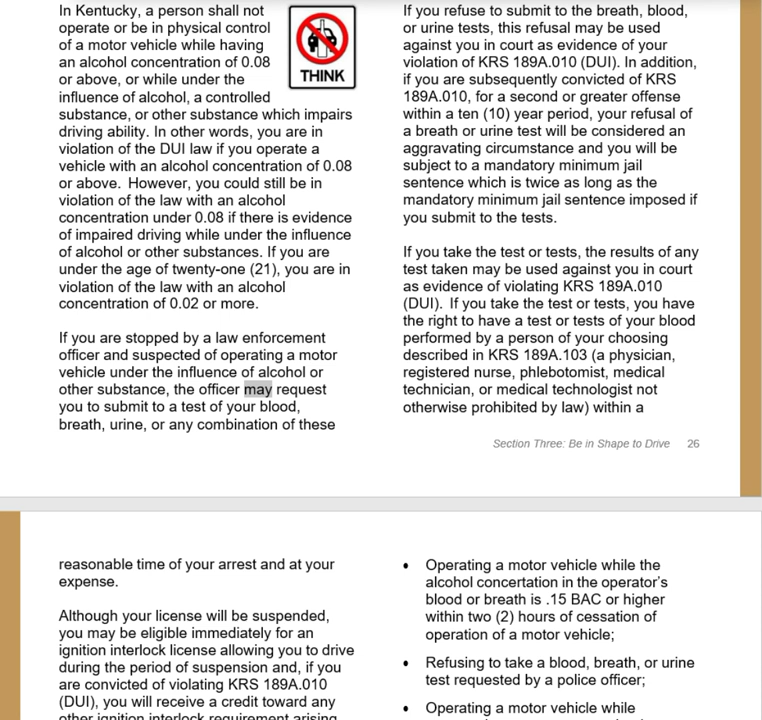 In Kentucky, a person shall not
operate or be in physical control
of a motor vehicle while having
an alcohol concentration of 0.08
or above, or while under the
influence of alcohol, a controlled
substance, or other substance which impairs
driving ability. In other words, you are in
violation of the DUI law if you operate a
vehicle with an alcohol concentration of 0.08
or above. However, you could still be in
violation of the law with an alcohol
concentration under 0.08 if there is evidence
of impaired driving while under the influence
of alcohol or other substances. If you are
under the age of twenty-one (21), you are in
violation of the law with an alcohol
concentration of 0.02 or more.
THINK
If you are stopped by a law enforcement
officer and suspected of operating a motor
vehicle under the influence of alcohol or
other substance, the officer may request
you to submit to a test of your blood,
breath, urine, or any combination of these
If you refuse to submit to the breath, blood,
or urine tests, this refusal may be used
against you in court as evidence of your
violation of KRS 189A.010 (DUI). In addition,
if you are subsequently convicted of KRS
189A.010, for a second or greater offense
within a ten (10) year period, your refusal of
a breath or urine test will be considered an
aggravating circumstance and you will be
subject to a mandatory minimum jail
sentence which is twice as long as the
mandatory minimum jail sentence imposed if
you submit to the tests.
If you take the test or tests, the results of any
test taken may be used against you in court
as evidence of violating KRS 189A.010
(DUI). If you take the test or tests, you have
the right to have a test or tests of your blood
performed by a person of your choosing
described in KRS 189A.103 (a physician,
registered nurse, phlebotomist, medical
technician, or medical technologist not
otherwise prohibited by law) within a
Section Three: Be in Shape to Drive 26
reasonable time of your arrest and at your
expense.
Although your license will be suspended,
you may be eligible immediately for an
ignition interlock license allowing you to drive
during the period of suspension and, if you
are convicted of violating KRS 189A.010
(DUI), you will receive a credit toward any
other ignition interlock requirement arising
• Operating a motor vehicle while the
alcohol concertation in the operator's
blood or breath is .15 BAC or higher
within two (2) hours of cessation of
operation of a motor vehicle;
• Refusing to take a blood, breath, or urine
test requested by a police officer;
• Operating a motor vehicle while